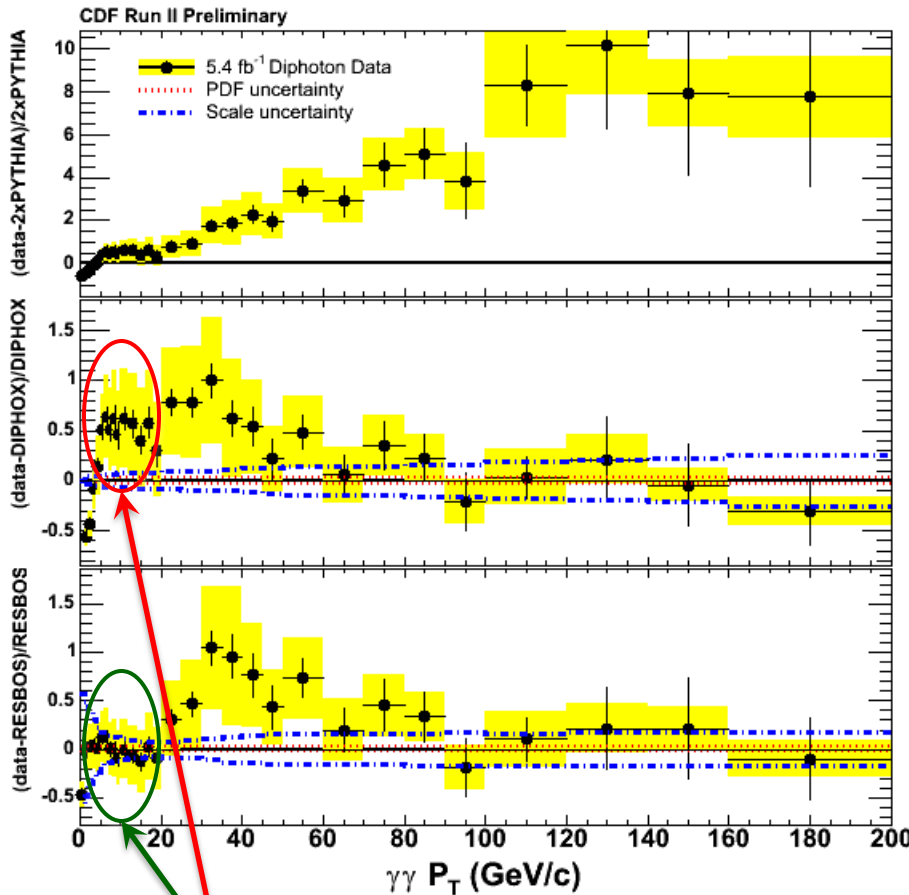 CDF Run II Preliminary
(data-2xPYTHIA)/2xPYTHIA
10
8
6
4
2
0
5.4 fb⁻¹ Diphoton Data
PDF uncertainty
Scale uncertainty
(data-DIPHOX)/DIPHOX
1.5
1
0.5
0
-0.5
(data-RESBOS)/RESBOS
1.5
1
0.5
0
-0.5
0 20 40 60 80 100 120 140 160 180 200
γγ P_T (GeV/c)